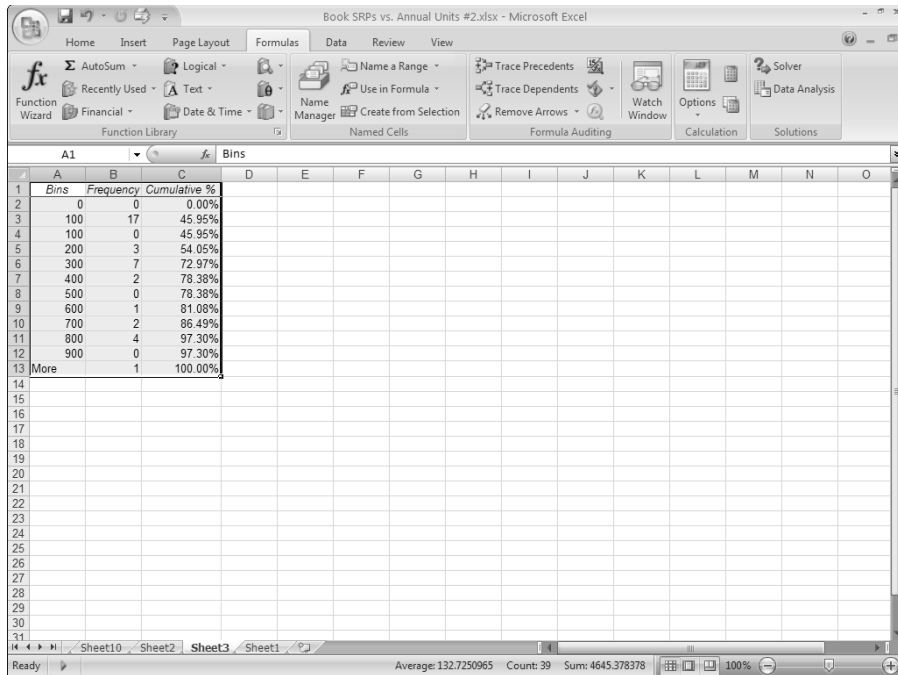 Book SRPs vs. Annual Units #2.xlsx - Microsoft Excel
Home Insert Page Layout Formulas Data Review View
Σ AutoSum Logical Name a Range Trace Precedents Solver
Recently Used Text Use in Formula Trace Dependents Data Analysis
Function Wizard Financial Date & Time Name Manager Create from Selection Remove Arrows Watch Window Options
Function Library Named Cells Formula Auditing Calculation Solutions
A1 fx Bins
A B C D E F G H I J K L M N O
1 Bins Frequency Cumulative %
2 0 0 0.00%
3 100 17 45.95%
4 100 0 45.95%
5 200 3 54.05%
6 300 7 72.97%
7 400 2 78.38%
8 500 0 78.38%
9 600 1 81.08%
10 700 2 86.49%
11 800 4 97.30%
12 900 0 97.30%
13 More 1 100.00%
14
15
16
17
18
19
20
21
22
23
24
25
26
27
28
29
30
31
Sheet10 Sheet2 Sheet3 Sheet1
Ready Average: 132.7250965 Count: 39 Sum: 4645.378378 100%